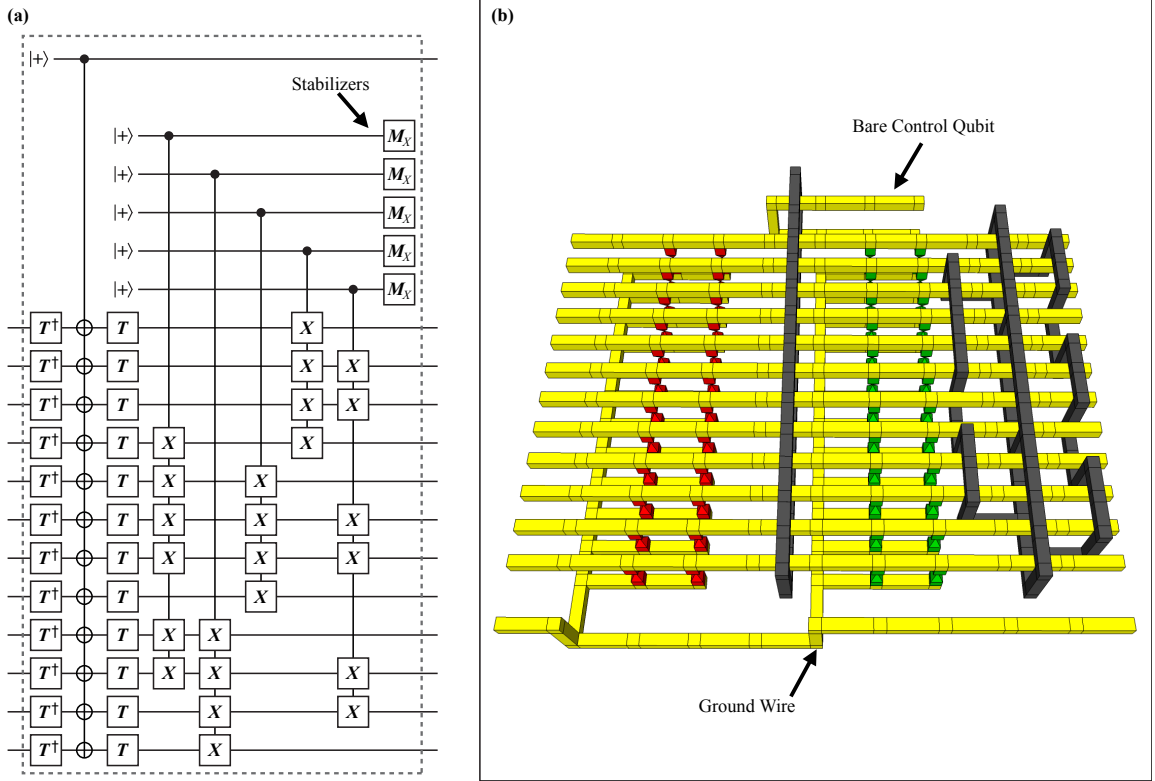 (a)
(b)
|+⟩
Stabilizers
|+⟩ M_X
|+⟩ M_X
|+⟩ M_X
|+⟩ M_X
|+⟩ M_X
T† T X
T† T X X
T† T X X
T† T X X
T† T X X
T† T X X X
T† T X X X
T† T X
T† T X X
T† T X X X
T† T X X
T† T X
Bare Control Qubit
Ground Wire